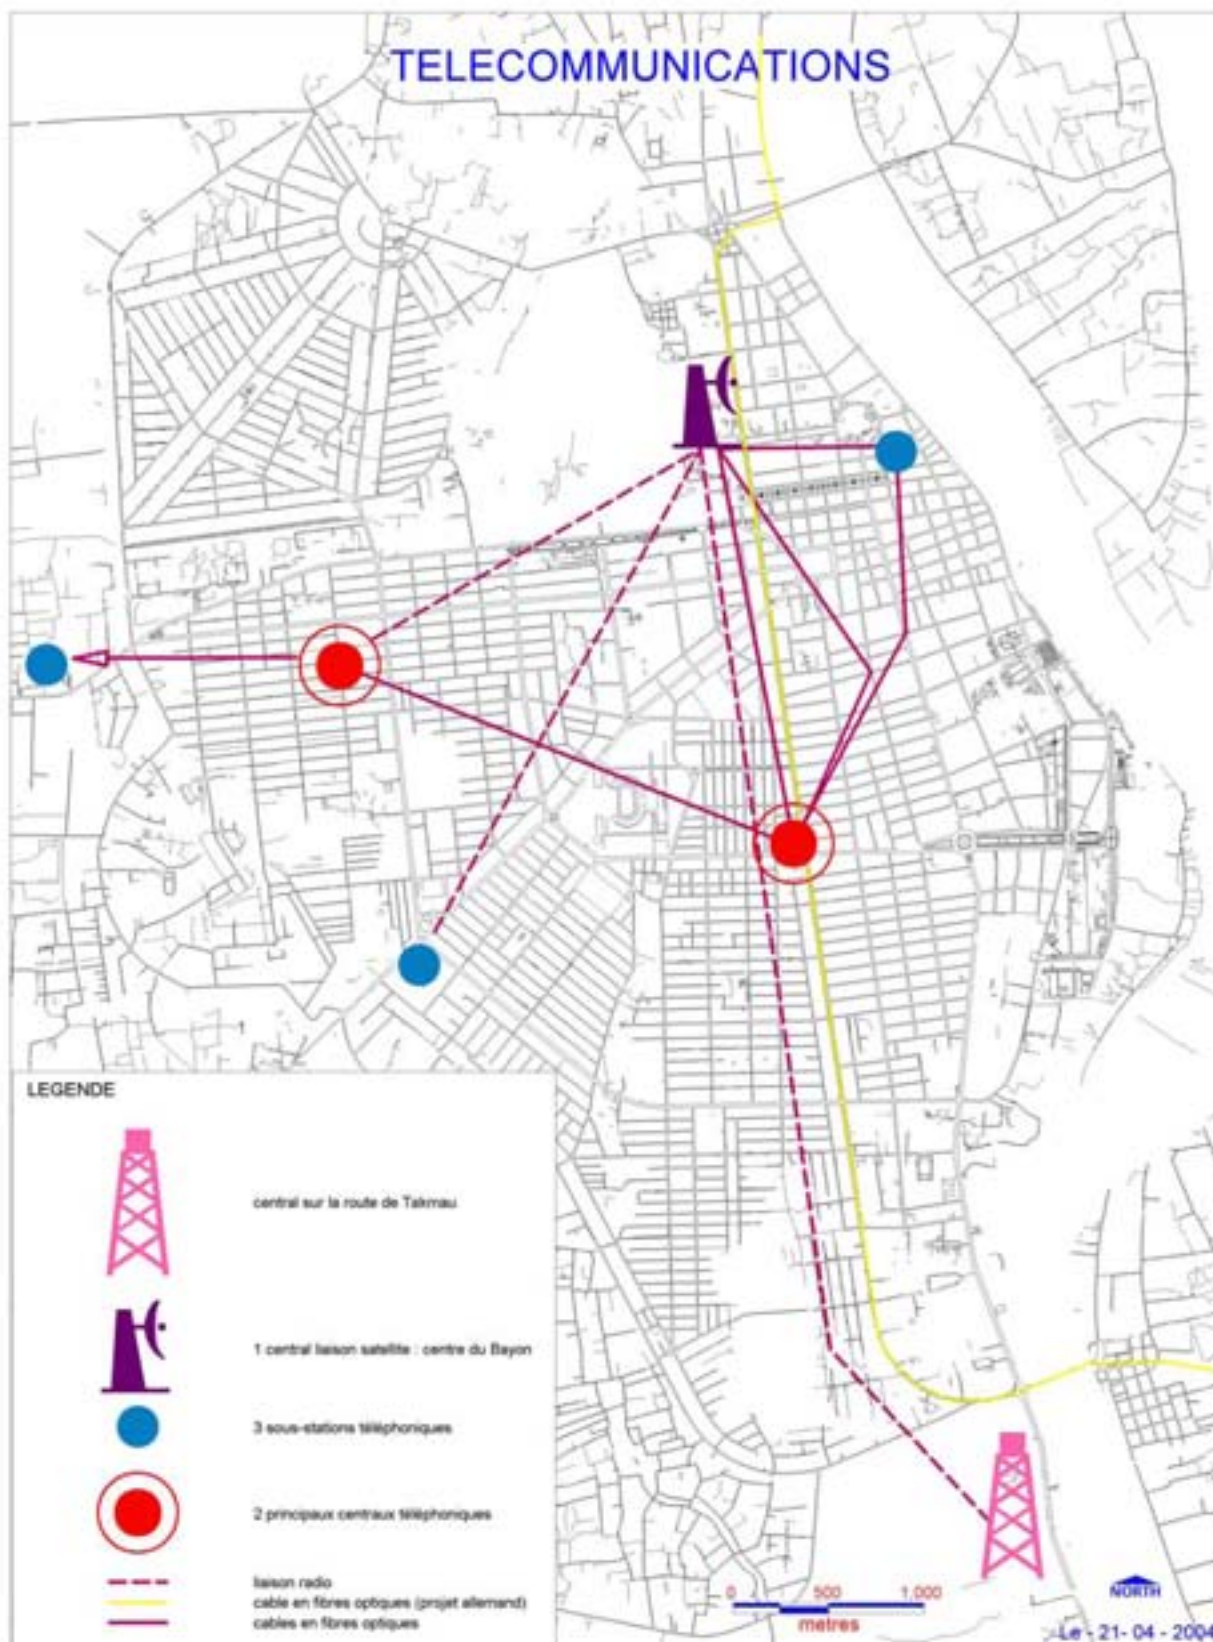 TELECOMMUNICATIONS
LEGENDE
central sur la route de Takmau
1 central liaison satellite : centre du Bayon
3 sous-stations téléphoniques
2 principaux centraux téléphoniques
liaison radio
cable en fibres optiques (projet allemand)
cables en fibres optiques
0 500 1,000
metres
NORTH
Le - 21- 04 - 2004